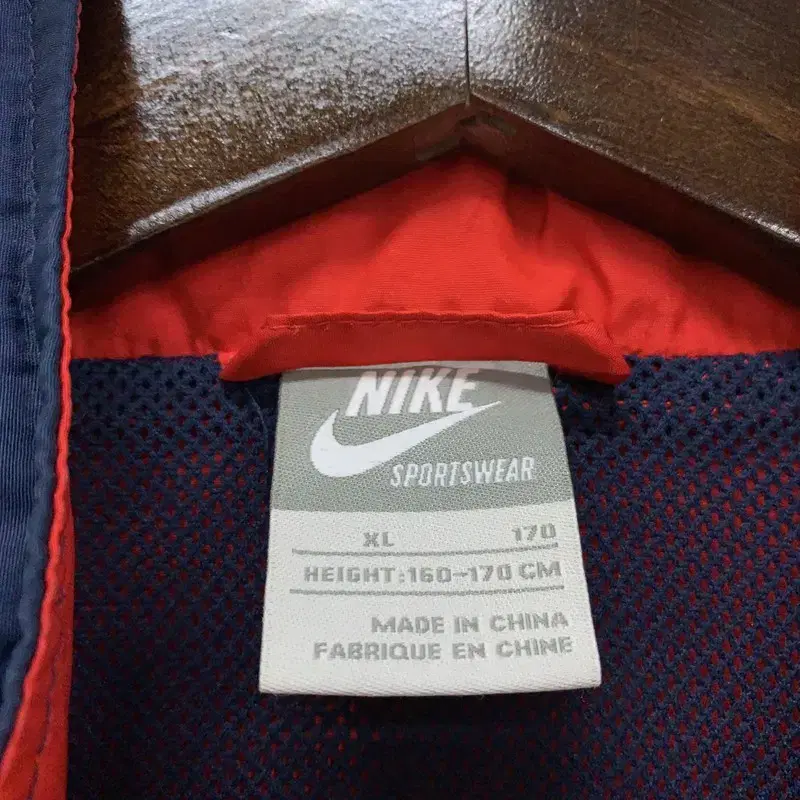 NIKE
SPORTSWEAR
XL 170
HEIGHT:160-170 CM
MADE IN CHINA
FABRIQUE EN CHINE